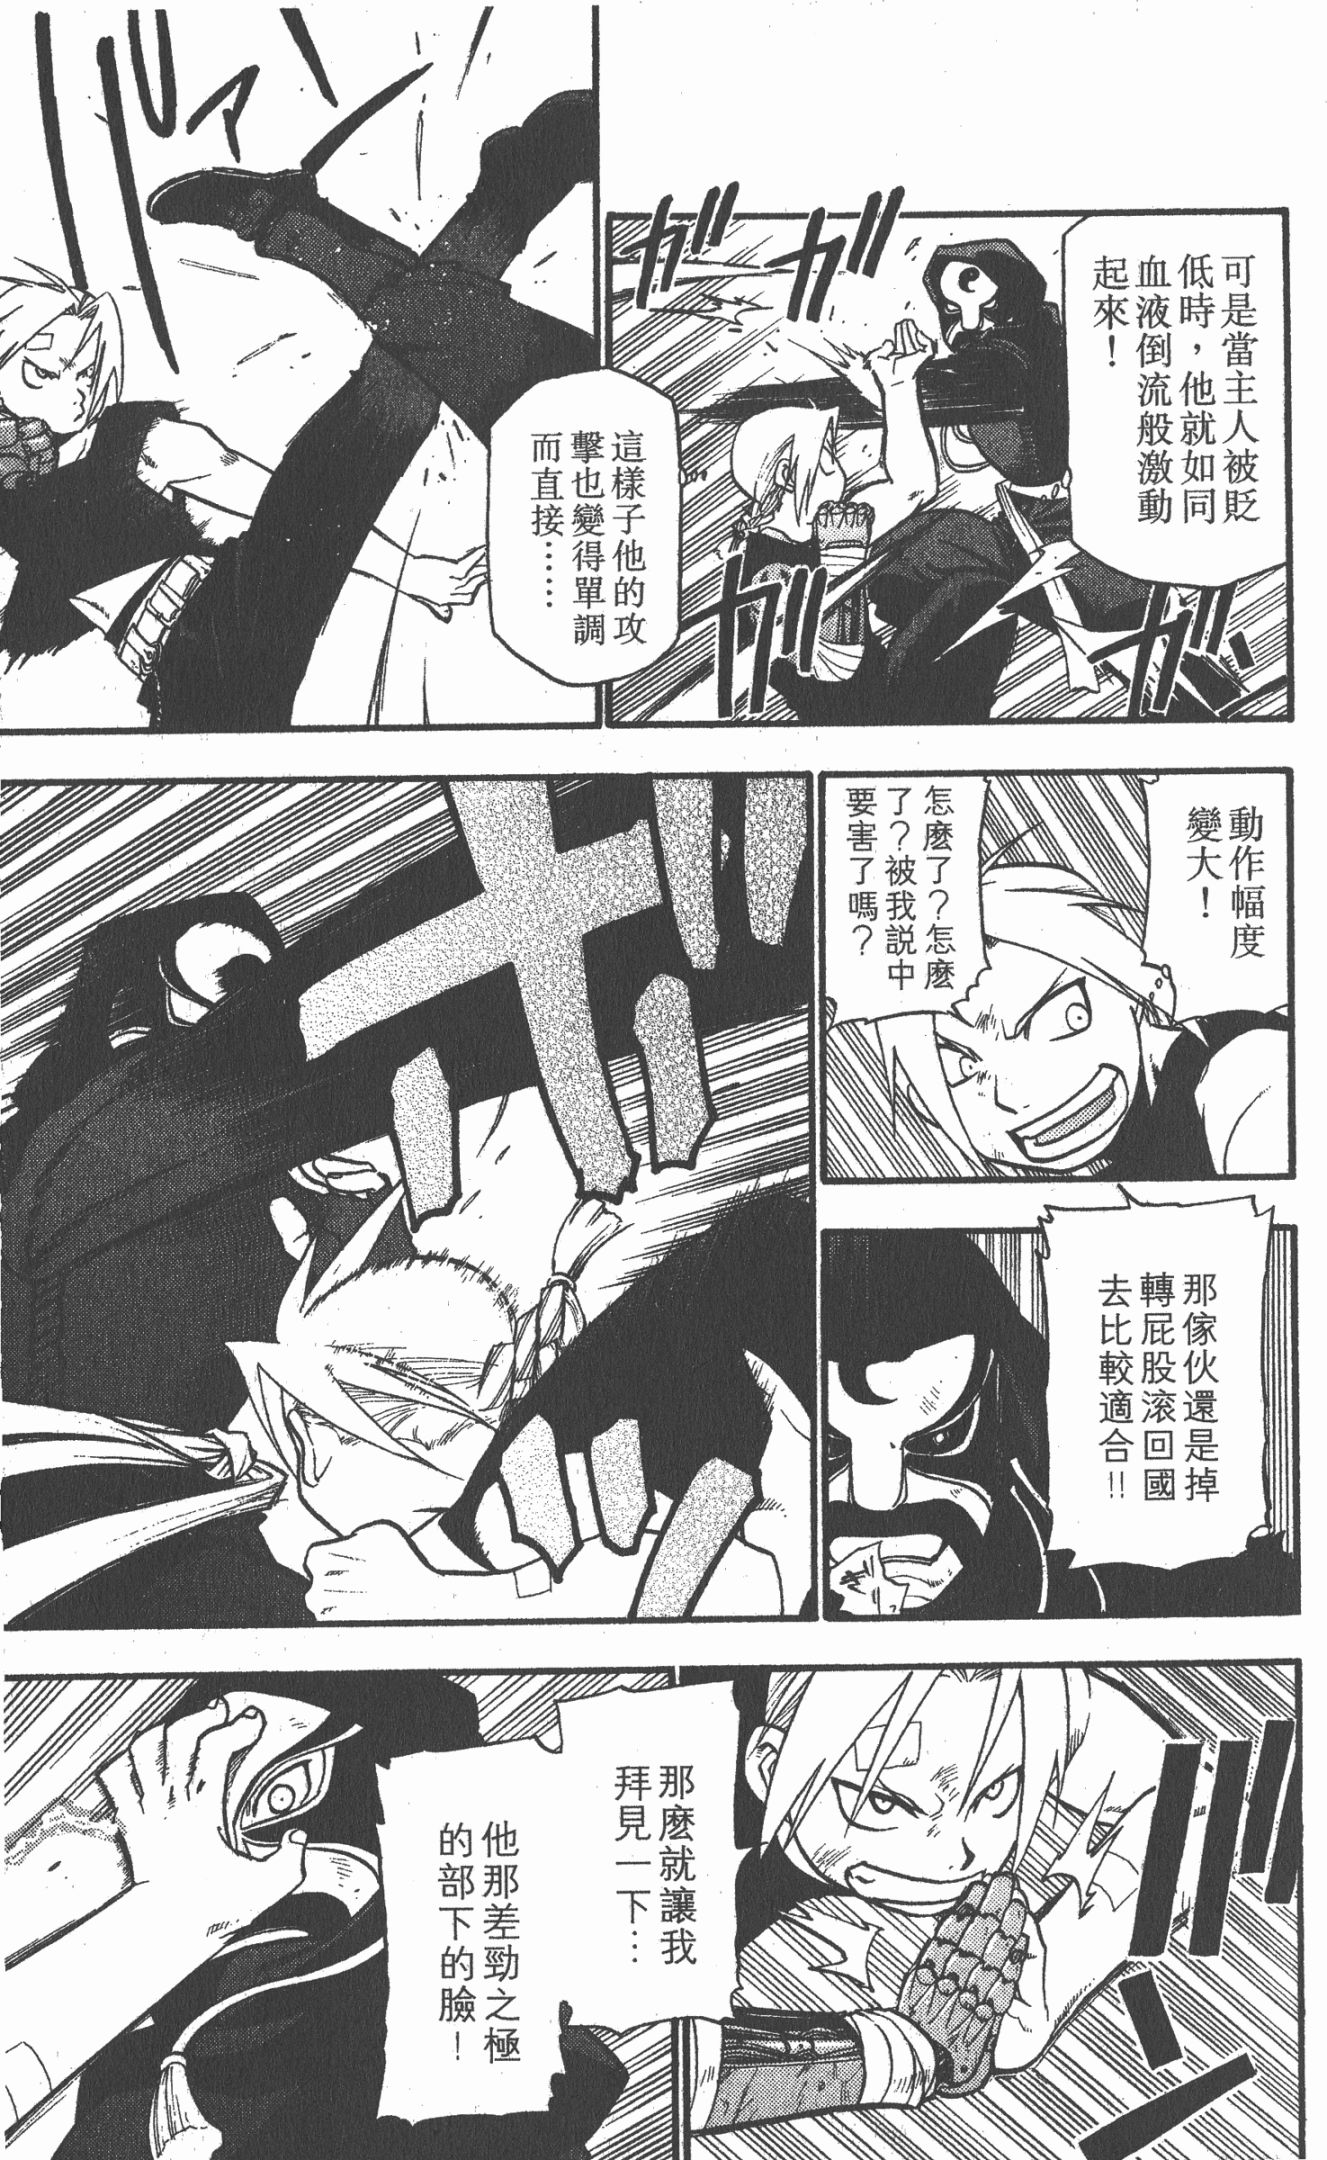 ガガ
ガガッ
ガガガッ
可是當主人被貶
低時，他就如同
血液倒流般激動
起來！
ドガァ
這樣子他的攻
擊也變得單調
而直接……
動作幅度
變大！
怎麼了？怎麼
了？被我説中
要害了嗎？
那傢伙還是掉
轉屁股滾回國
去比較適合!!
那麼就讓我
拜見一下…
他那差勁之極
的部下的臉！